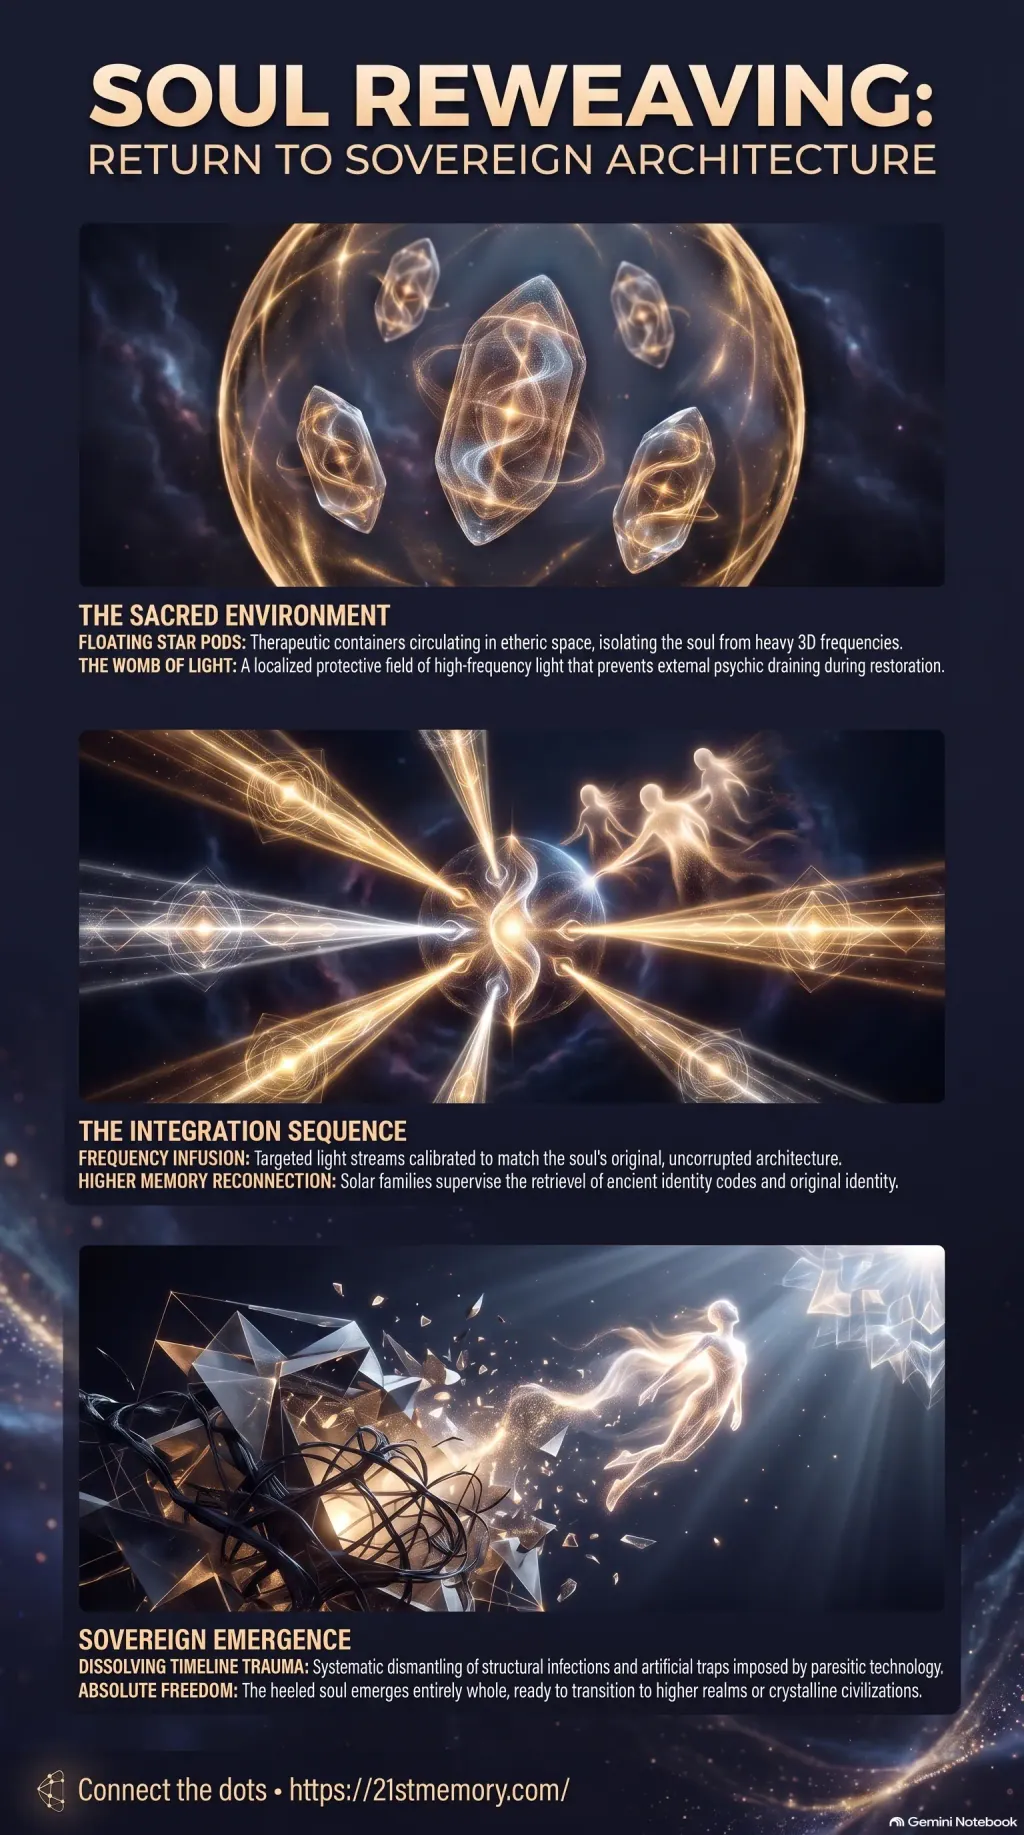 SOUL REWEAVING:
RETURN TO SOVEREIGN ARCHITECTURE
THE SACRED ENVIRONMENT
FLOATING STAR PODS: Therapeutic containers circulating in etheric space, isolating the soul from heavy 3D frequencies.
THE WOMB OF LIGHT: A localized protective field of high-frequency light that prevents external psychic draining during restoration.
THE INTEGRATION SEQUENCE
FREQUENCY INFUSION: Targeted light streams calibrated to match the soul's original, uncorrupted architecture.
HIGHER MEMORY RECONNECTION: Solar families supervise the retrievel of ancient identity codes and original identity.
SOVEREIGN EMERGENCE
DISSOLVING TIMELINE TRAUMA: Systematic dismantling of structural infections and artificial traps imposed by paresitic technology.
ABSOLUTE FREEDOM: The heeled soul emerges entirely whole, ready to transition to higher realms or crystalline civilizations.
Connect the dots • https://21stmemory.com/
Gemini Notebook